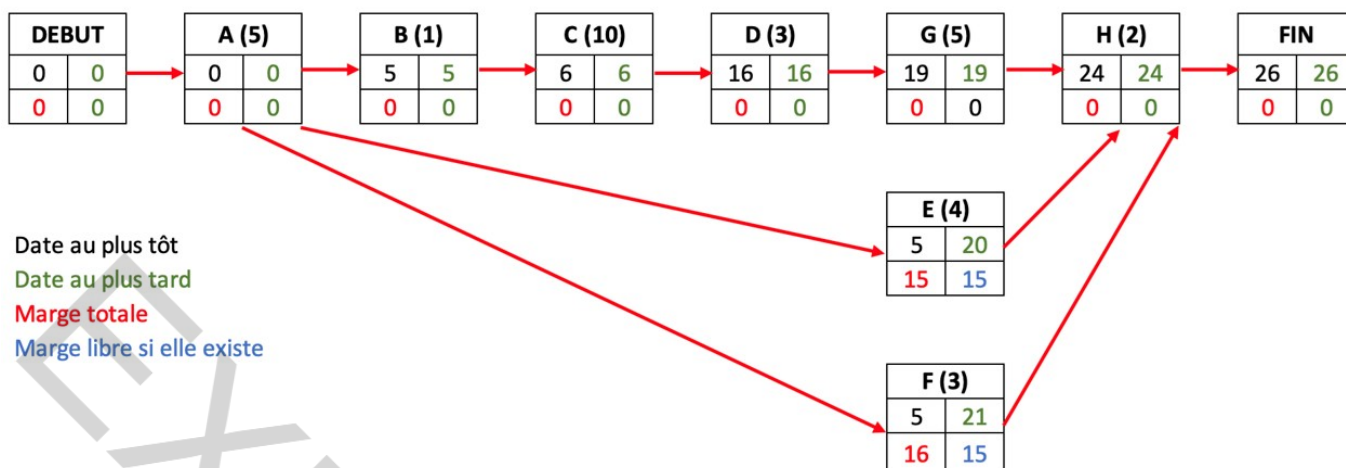 DEBUT A (5) B (1) C (10) D (3) G (5) H (2) FIN
0 0 0 0 5 5 6 6 16 16 19 19 24 24 26 26
0 0 0 0 0 0 0 0 0 0 0 0 0 0 0 0
E (4)
5 20
15 15
Date au plus tôt
Date au plus tard
Marge totale
Marge libre si elle existe
F (3)
5 21
16 15
EX